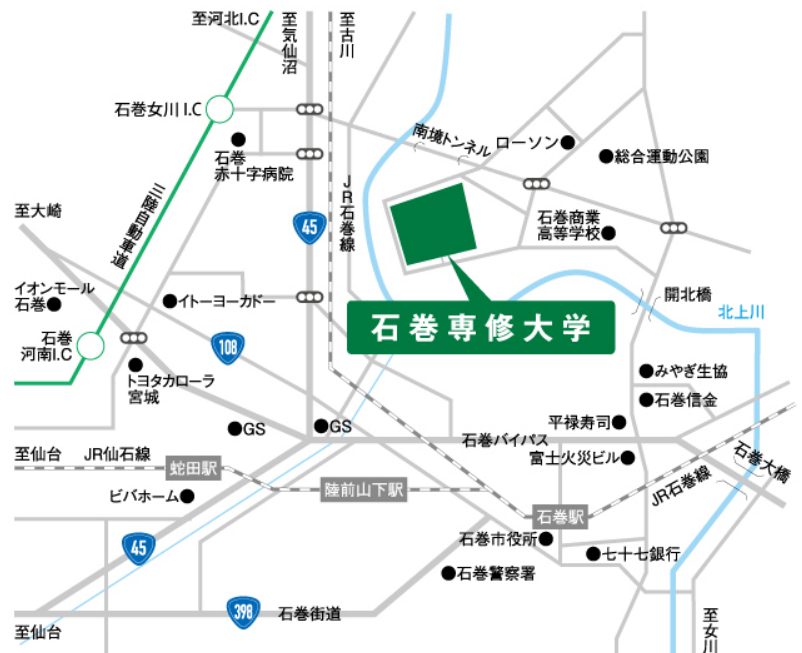 至河北I.C
至気仙沼
至古川
石巻女川 I.C
石巻
赤十字病院
南境トンネル
ローソン
総合運動公園
三陸自動車道
JR石巻線
至大崎
45
石巻商業
高等学校
イオンモール
石巻
イトーヨーカドー
開北橋
北上川
石巻専修大学
石巻
河南I.C
108
トヨタカローラ
宮城
みやぎ生協
石巻信金
GS
GS
平禄寿司
石巻バイパス
至仙台
JR仙石線
蛇田駅
富士火災ビル
石巻大橋
JR石巻線
ビバホーム
陸前山下駅
石巻駅
45
石巻市役所
七十七銀行
石巻警察署
398
石巻街道
至仙台
至女川